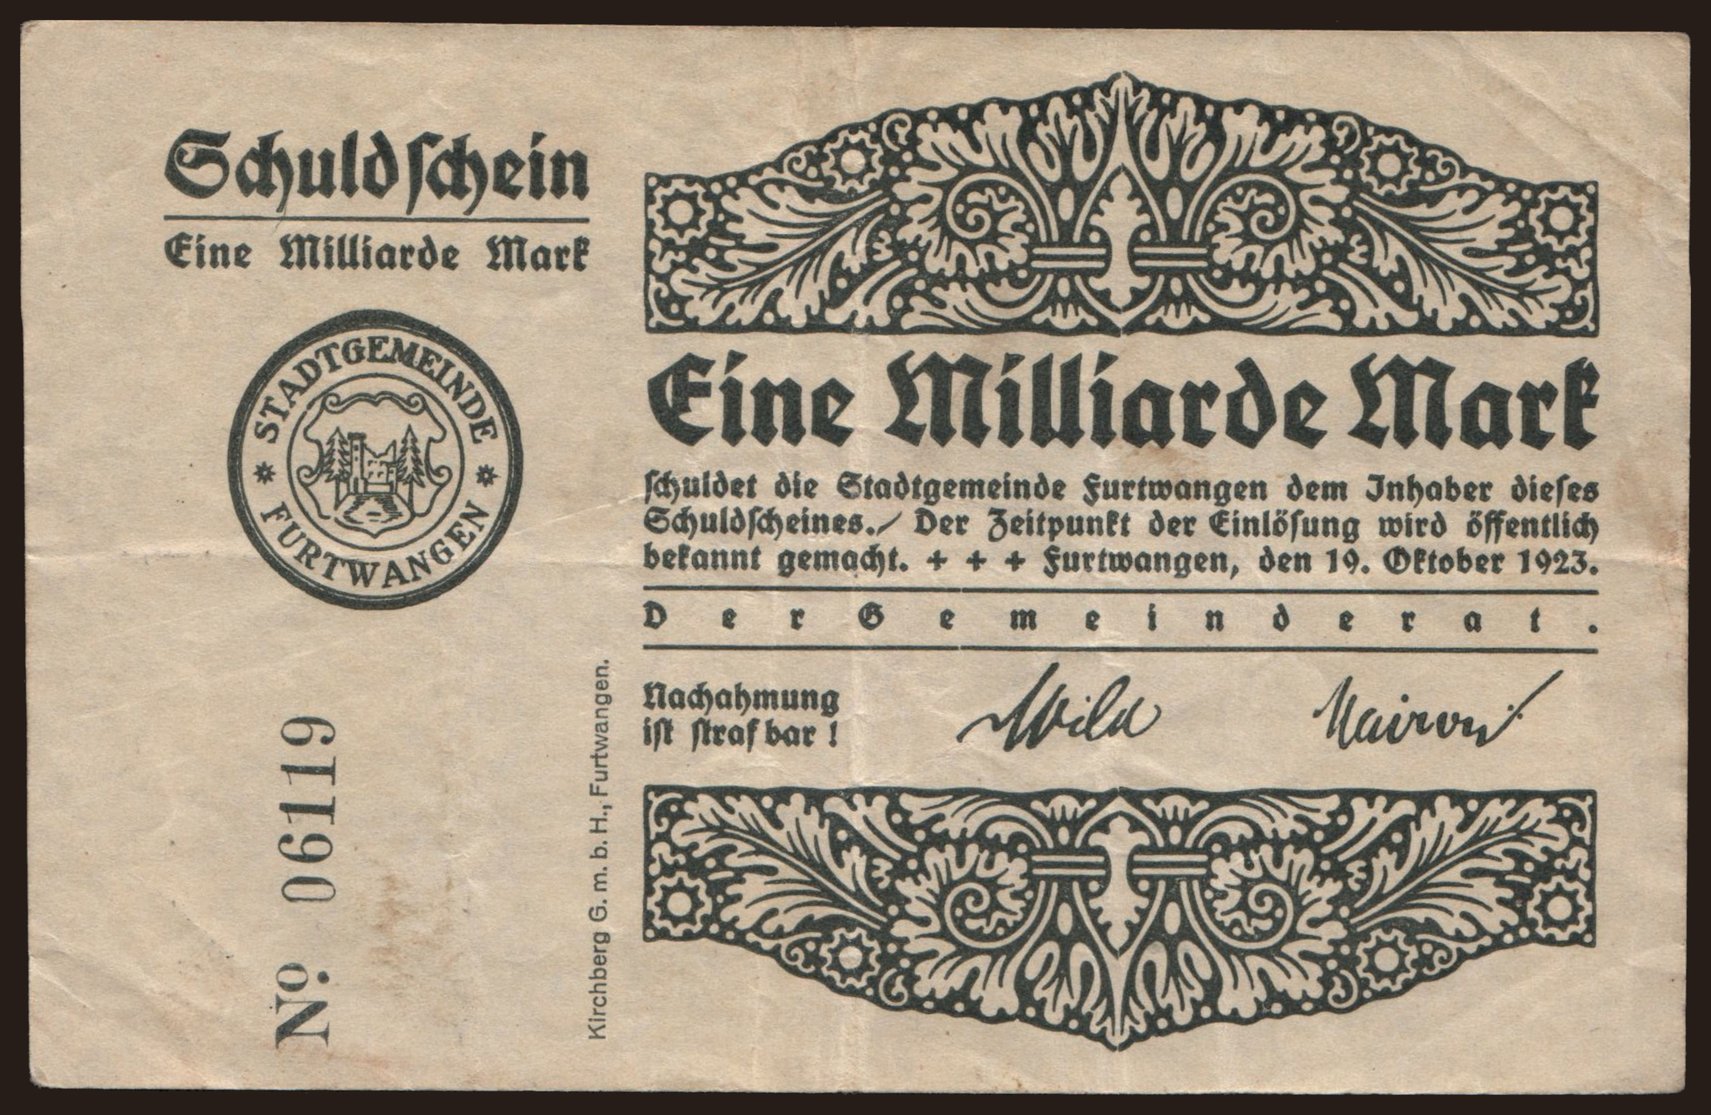 Schuldschein
Eine Milliarde Mark
STADTGEMEINDE
FURTWANGEN
Nº 06119
Kirchberg G. m. b. H., Furtwangen.
Eine Milliarde Mark
schuldet die Stadtgemeinde Furtwangen dem Inhaber dieses
Schuldscheines. / Der Zeitpunkt der Einlösung wird öffentlich
bekannt gemacht. + + + Furtwangen, den 19. Oktober 1923.
Der Gemeinderat.
Nachahmung
ist strafbar!
Wild